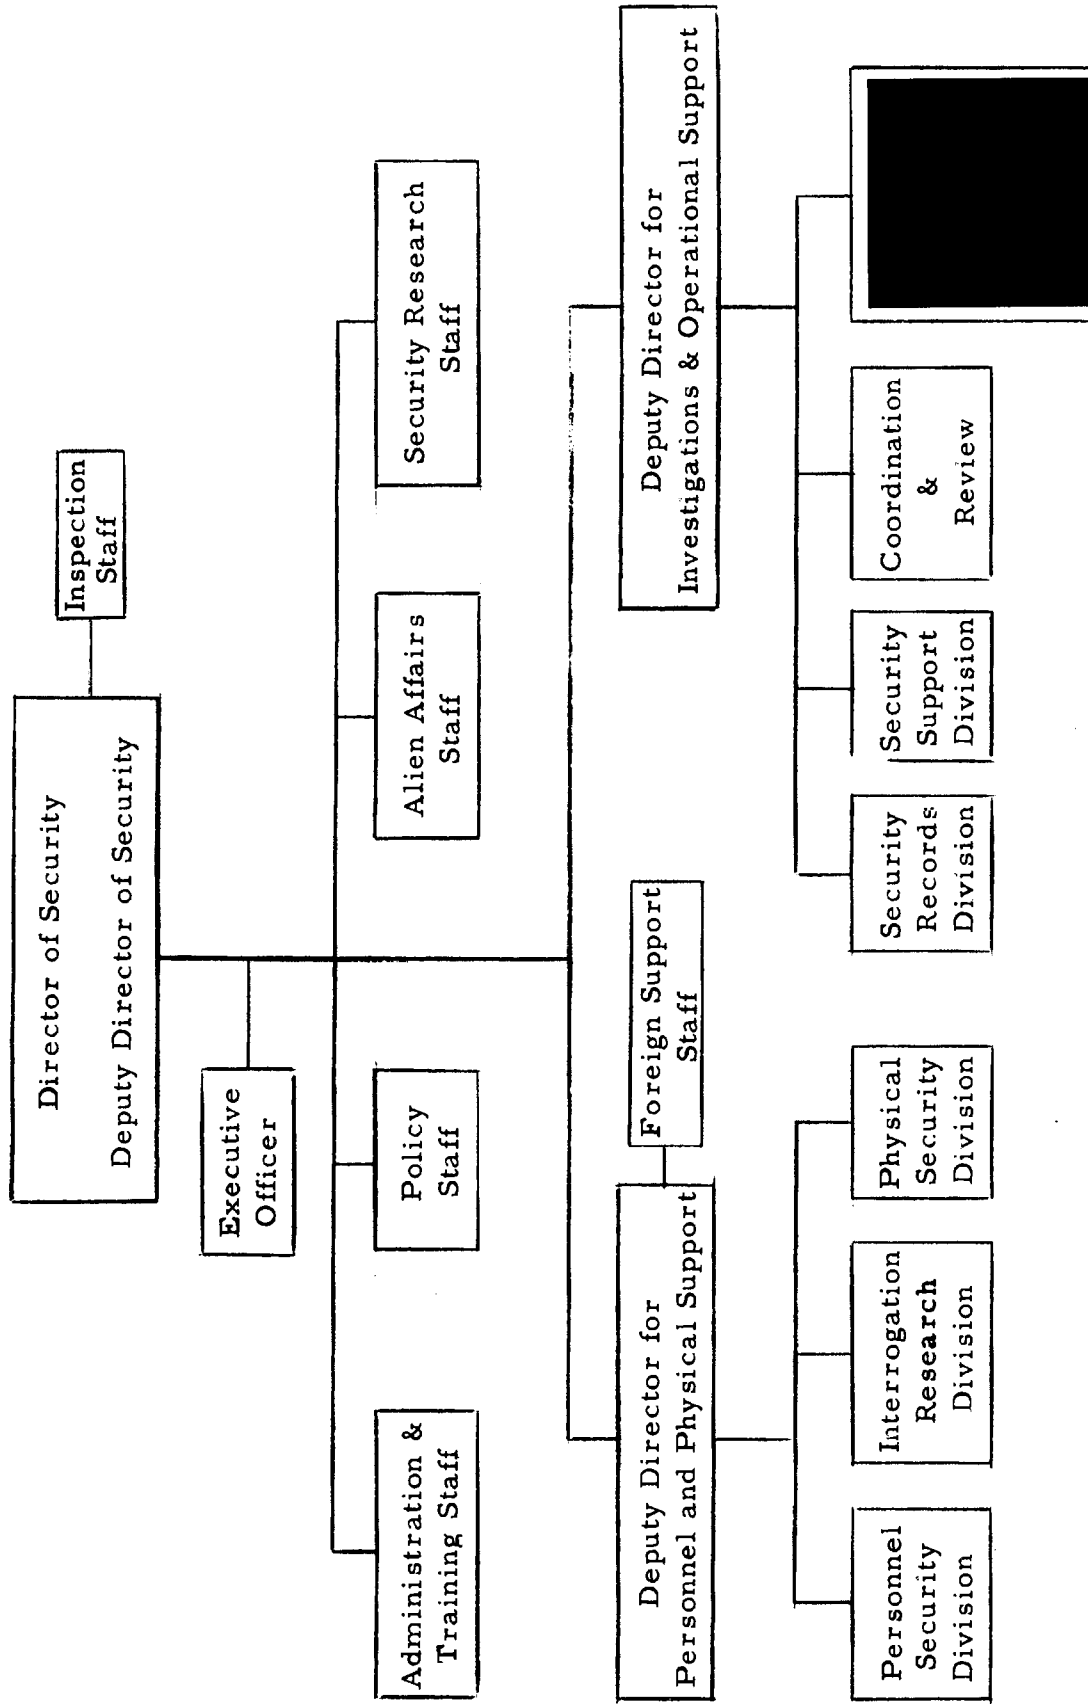 Director of Security
Deputy Director of Security
Inspection
Staff
Executive
Officer
Administration &
Training Staff
Policy
Staff
Alien Affairs
Staff
Security Research
Staff
Deputy Director for
Personnel and Physical Support
Foreign Support
Staff
Deputy Director for
Investigations & Operational Support
Personnel
Security
Division
Interrogation
Research
Division
Physical
Security
Division
Security
Records
Division
Security
Support
Division
Coordination
&
Review